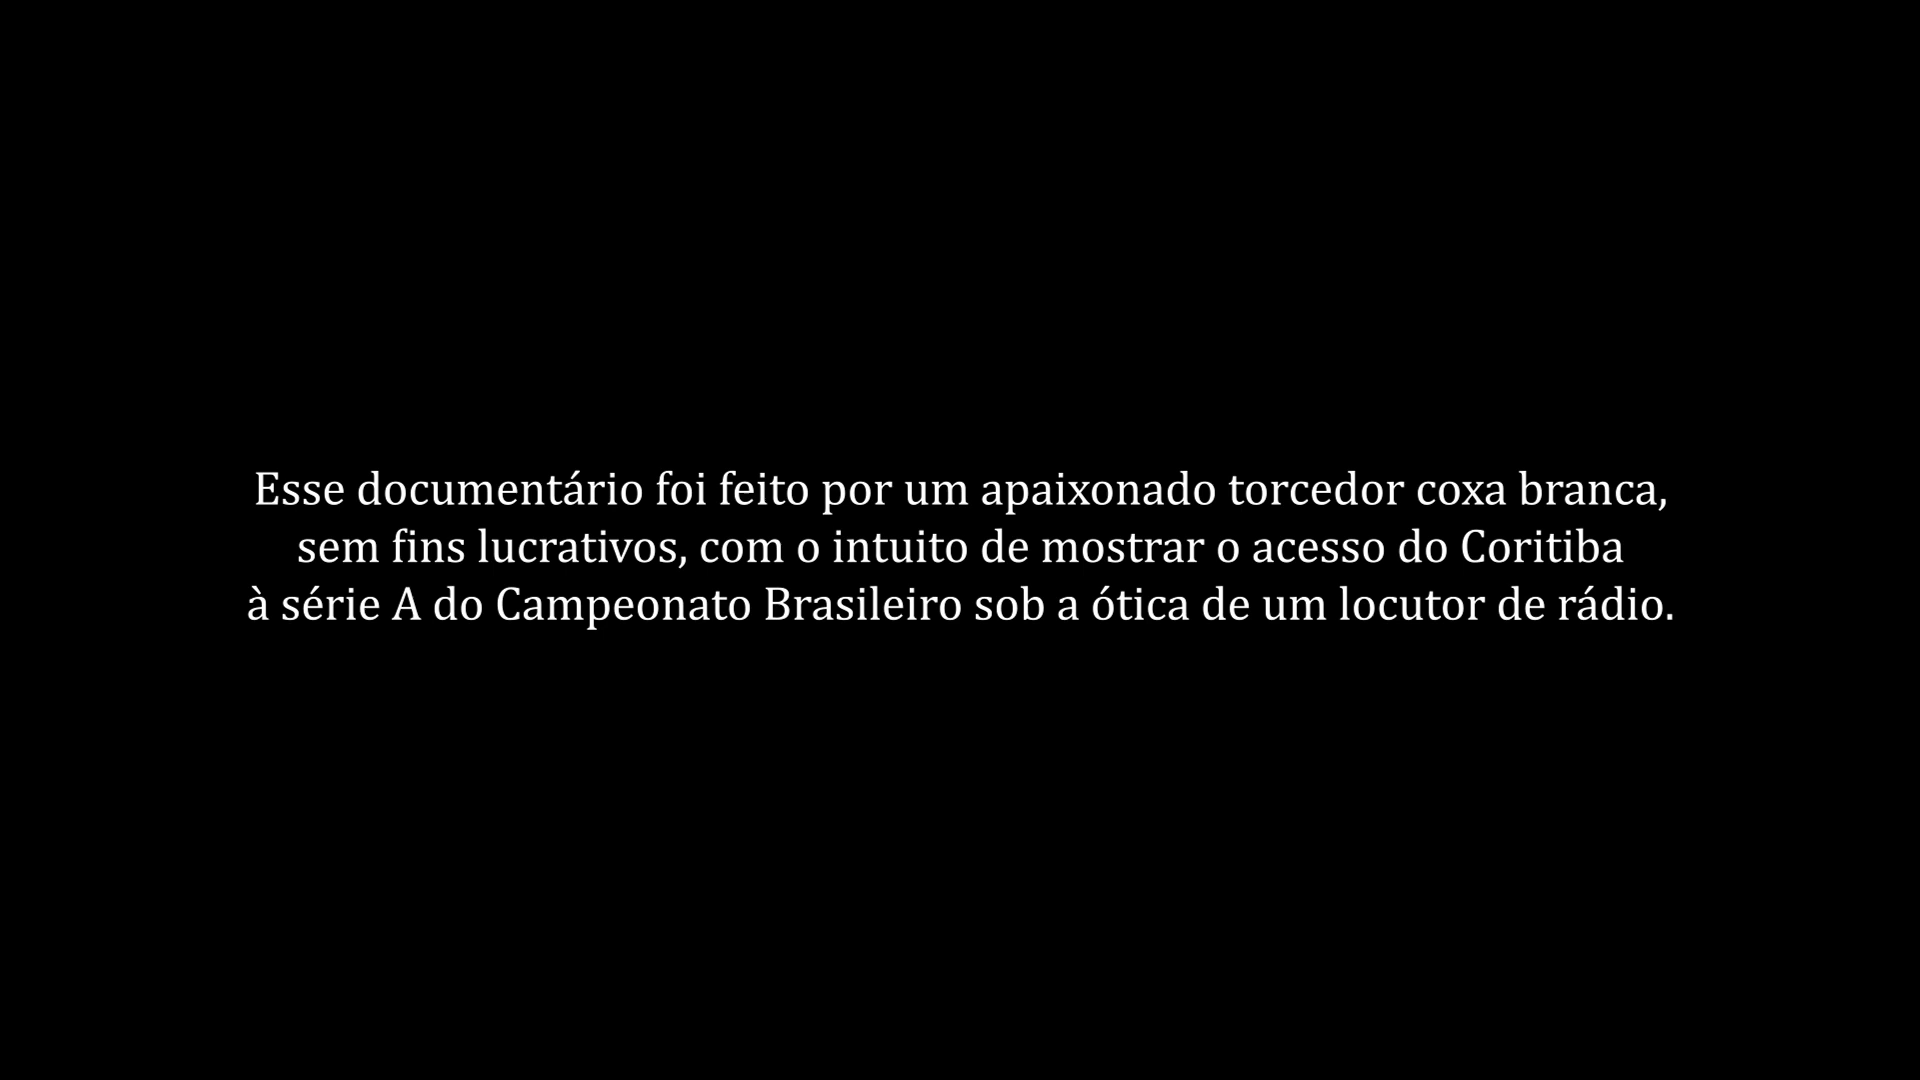 Esse documentário foi feito por um apaixonado torcedor coxa branca,
sem fins lucrativos, com o intuito de mostrar o acesso do Coritiba
à série A do Campeonato Brasileiro sob a ótica de um locutor de rádio.